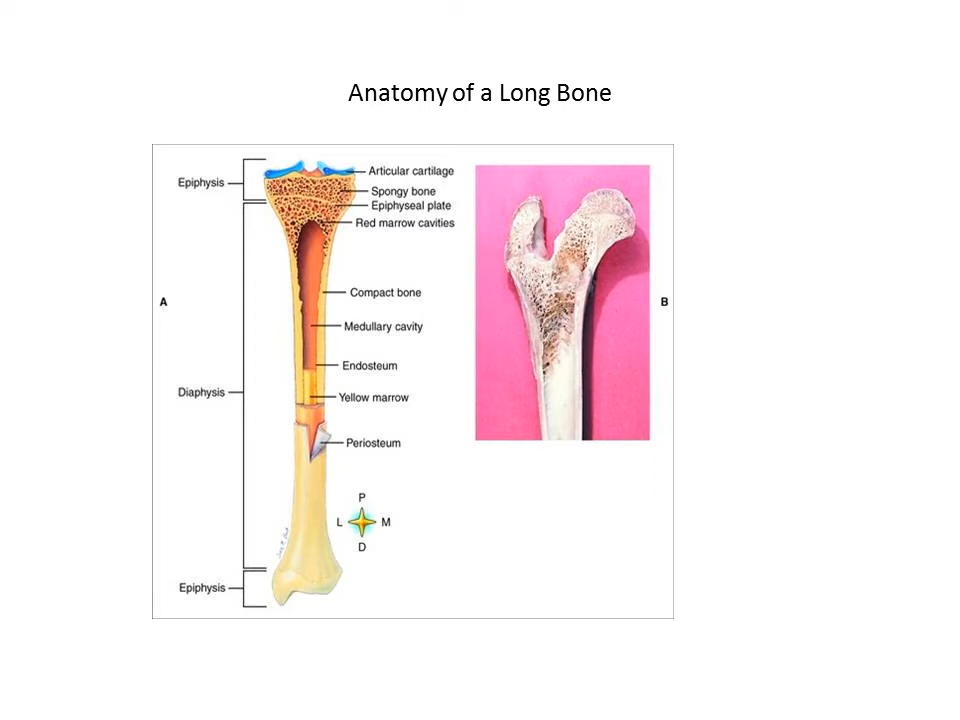 Anatomy of a Long Bone
Epiphysis
Articular cartilage
Spongy bone
Epiphyseal plate
Red marrow cavities
A
Compact bone
B
Medullary cavity
Endosteum
Diaphysis
Yellow marrow
Periosteum
P
L
M
D
Epiphysis